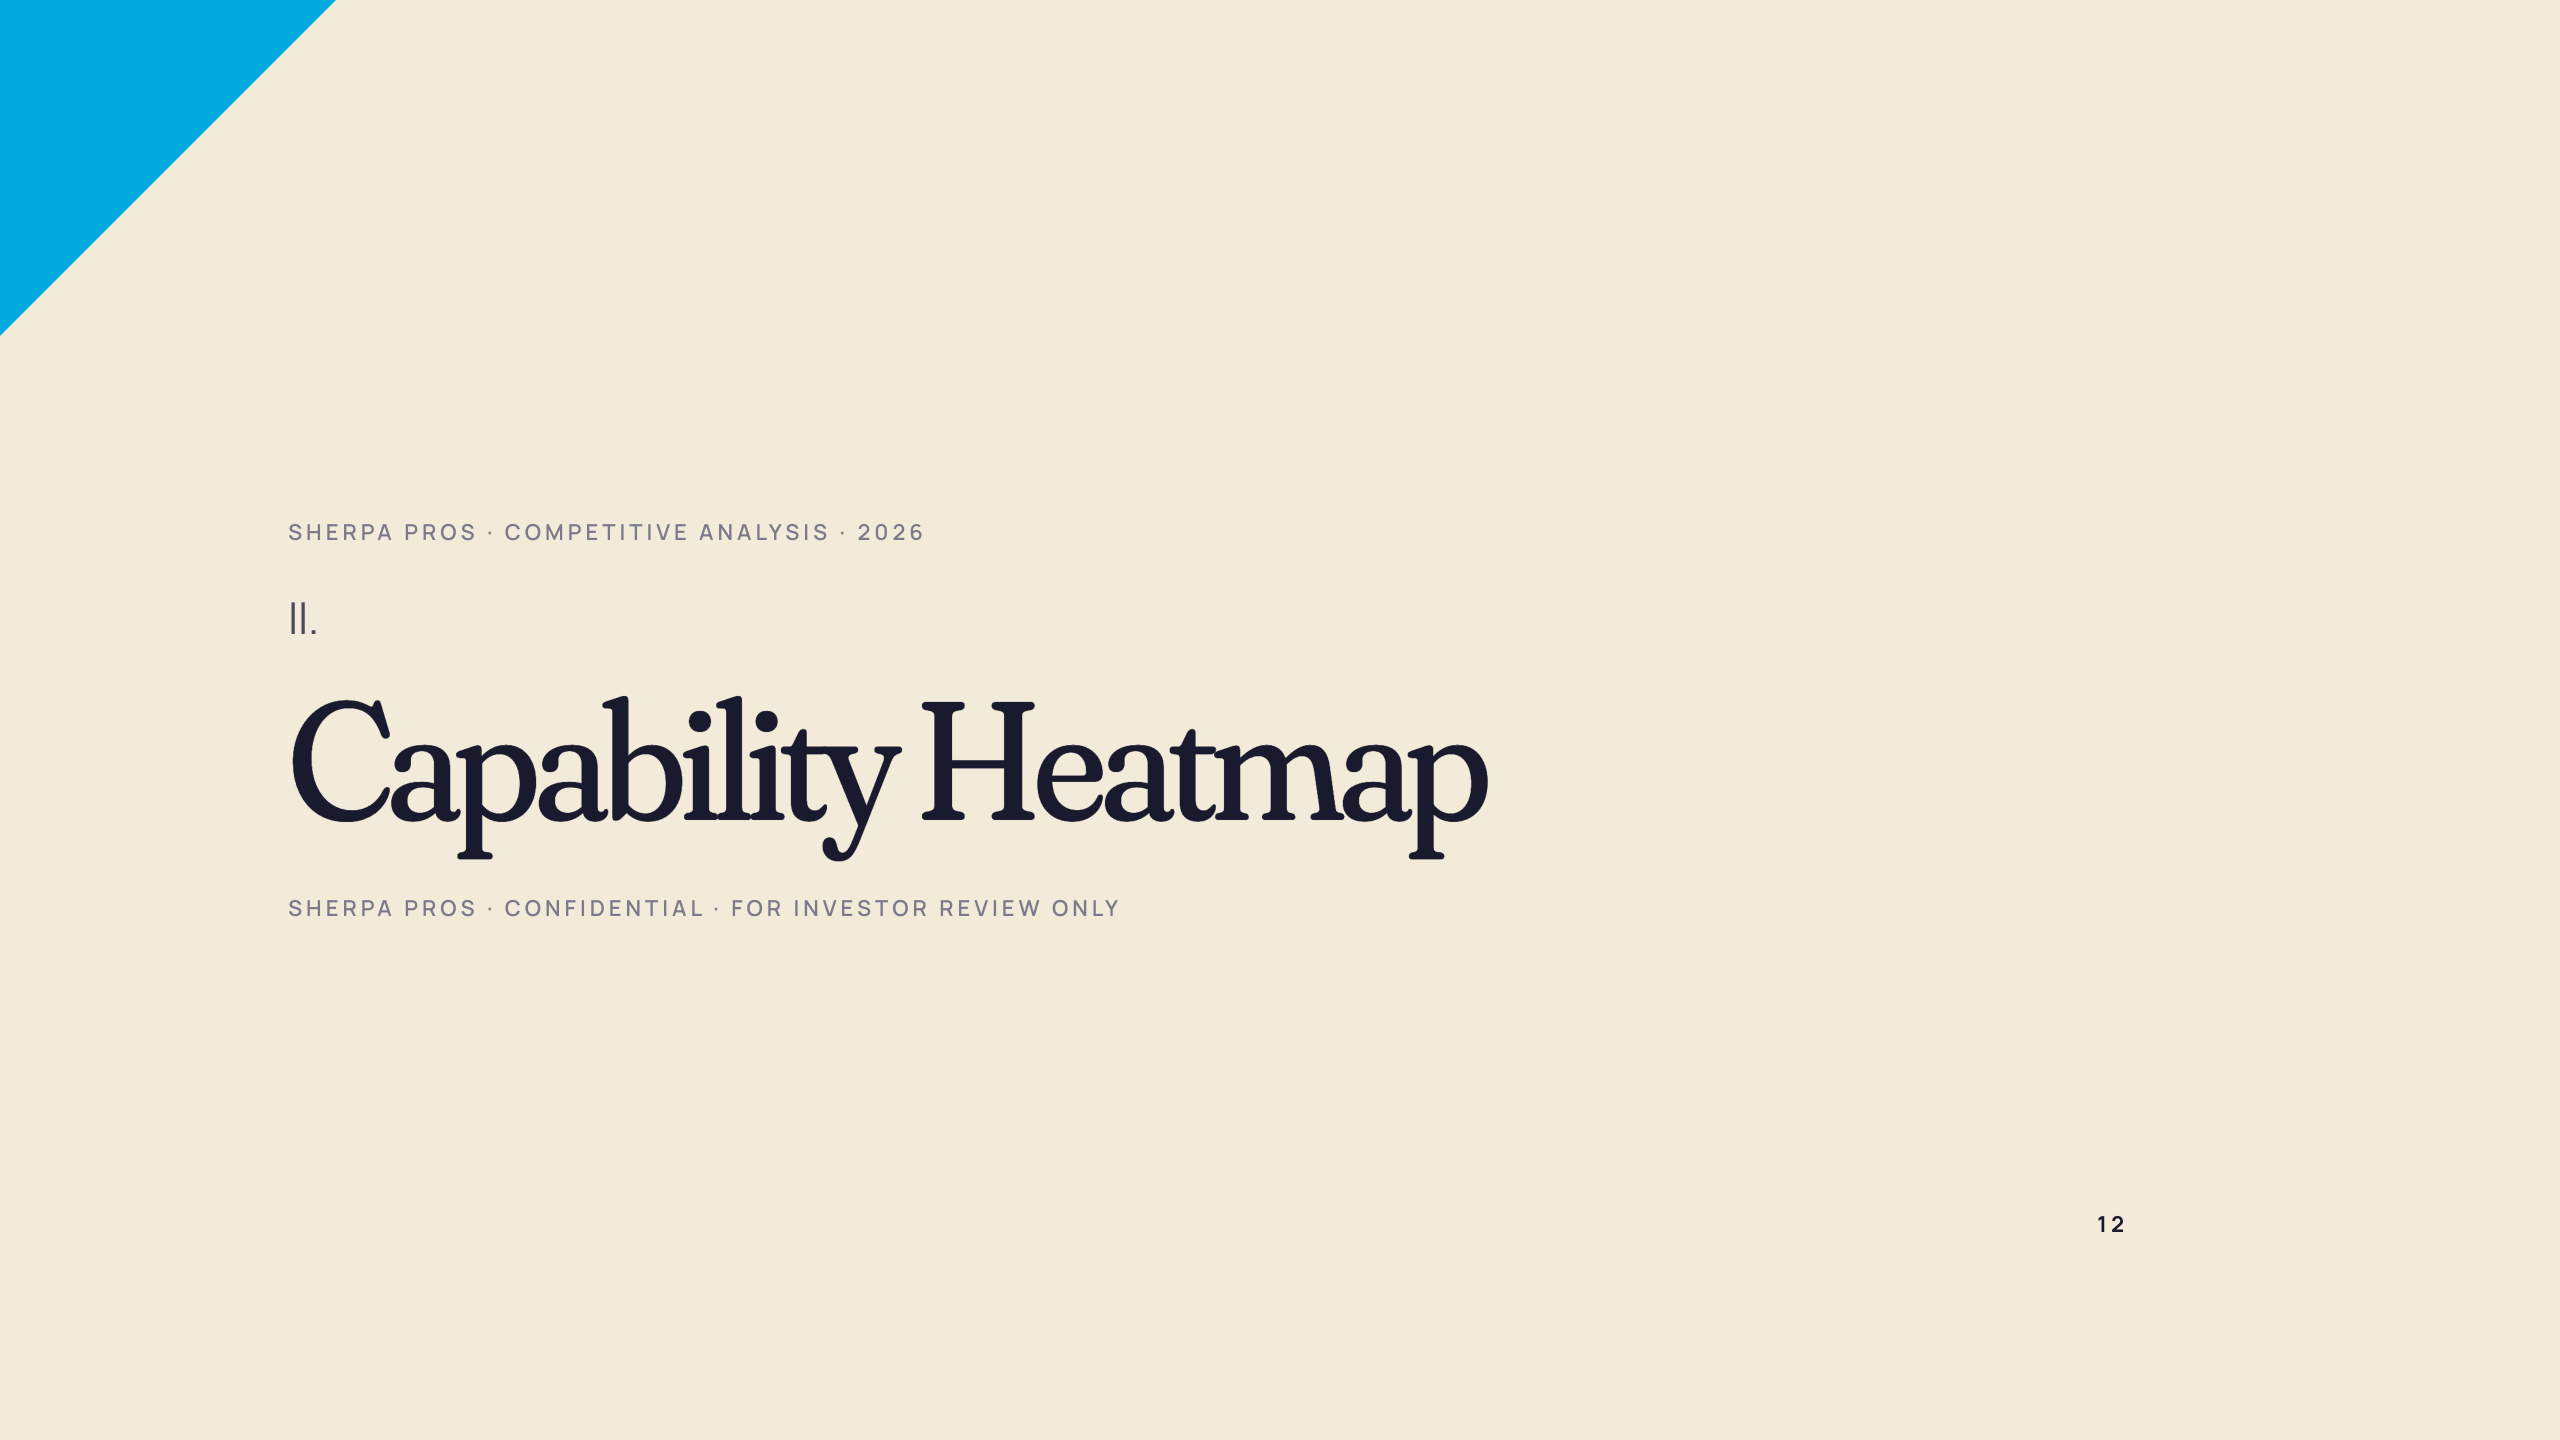 SHERPA PROS · COMPETITIVE ANALYSIS · 2026
II.
Capability Heatmap
SHERPA PROS · CONFIDENTIAL · FOR INVESTOR REVIEW ONLY
12